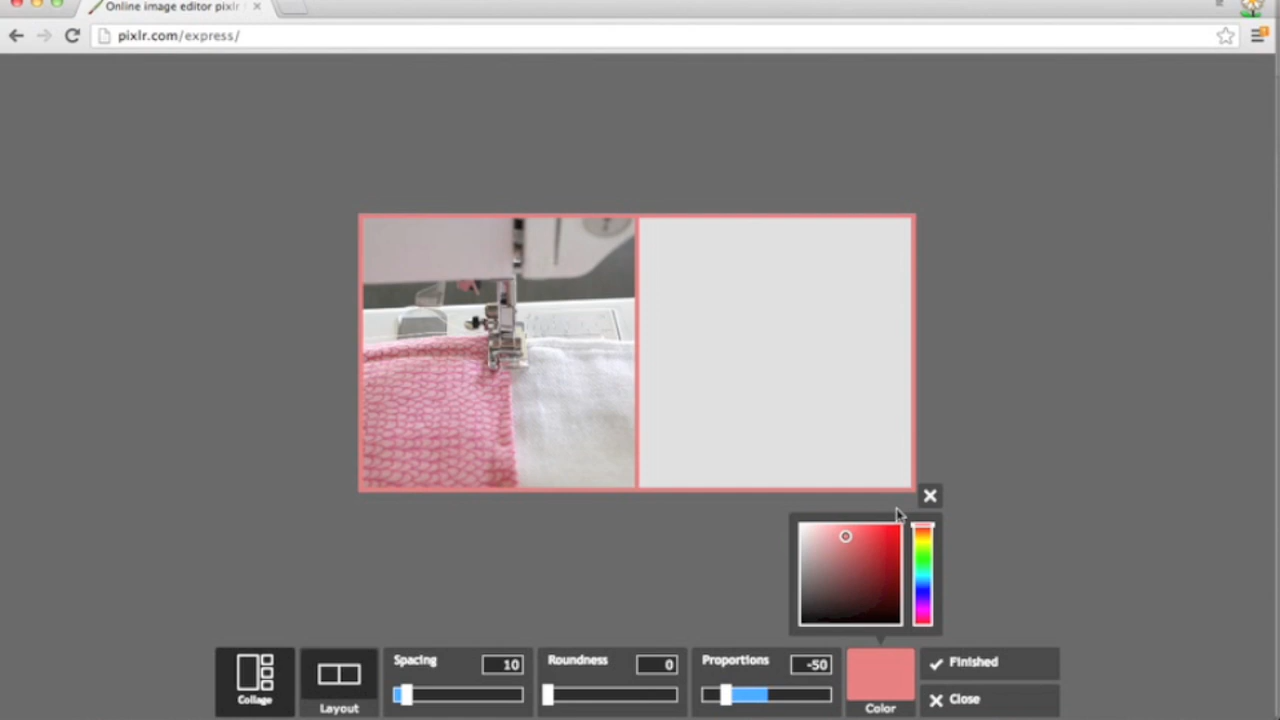 Online image editor pixlr
pixlr.com/express/
Collage
Layout
Spacing 10
Roundness 0
Proportions -50
Color
Finished
Close